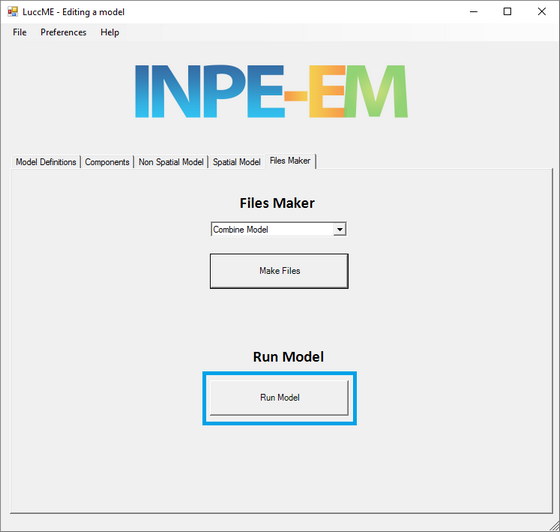 LuccME - Editing a model
File Preferences Help
INPE-EM
Model Definitions Components Non Spatial Model Spatial Model Files Maker
Files Maker
Combine Model
Make Files
Run Model
Run Model